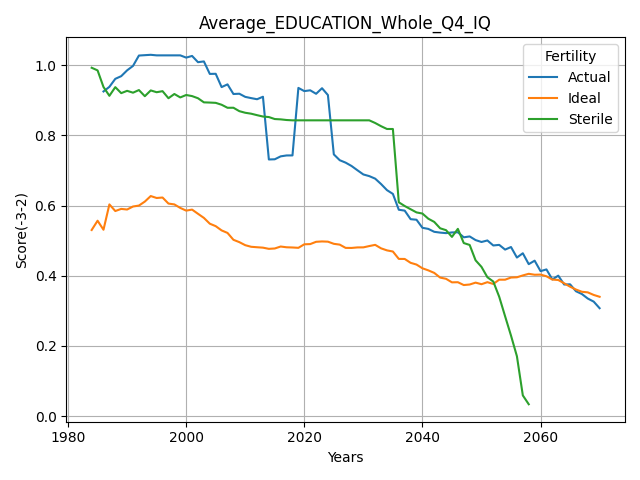 Average_EDUCATION_Whole_Q4_IQ
Fertility
Actual
Ideal
Sterile
Score(-3-2)
1.0
0.8
0.6
0.4
0.2
0.0
1980
2000
2020
2040
2060
Years